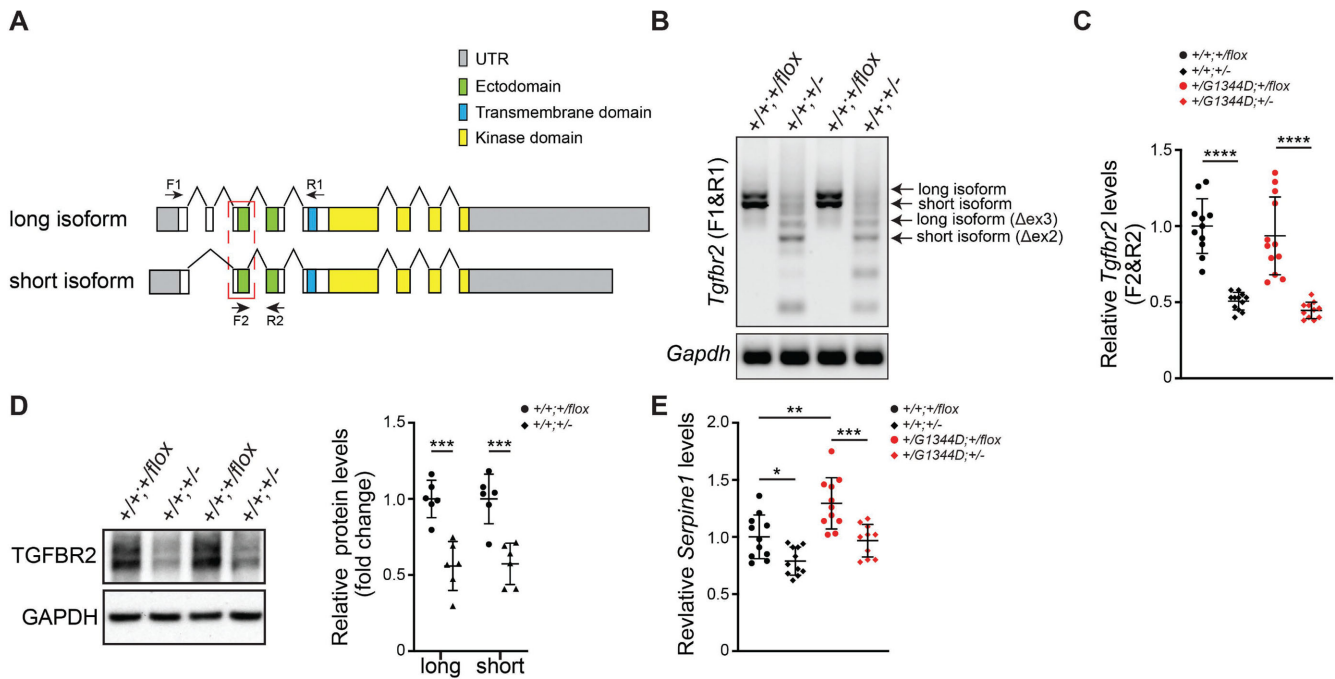 A
UTR
Ectodomain
Transmembrane domain
Kinase domain
F1
R1
long isoform
short isoform
F2
R2
B
+/+;+/flox
+/+;+/-
+/+;+/flox
+/+;+/-
Tgfbr2 (F1&R1)
long isoform
short isoform
long isoform (Δex3)
short isoform (Δex2)
Gapdh
C
+/+;+/flox
+/+;+/-
+/G1344D;+/flox
+/G1344D;+/-
Relative Tgfbr2 levels
(F2&R2)
1.5
1.0
0.5
0
****
****
D
+/+;+/flox
+/+;+/-
+/+;+/flox
+/+;+/-
TGFBR2
GAPDH
+/+;+/flox
+/+;+/-
Relative protein levels
(fold change)
1.5
1.0
0.5
0
***
***
long
short
E
+/+;+/flox
+/+;+/-
+/G1344D;+/flox
+/G1344D;+/-
Revlative Serpine1 levels
2.0
1.5
1.0
0.5
0
**
***
*